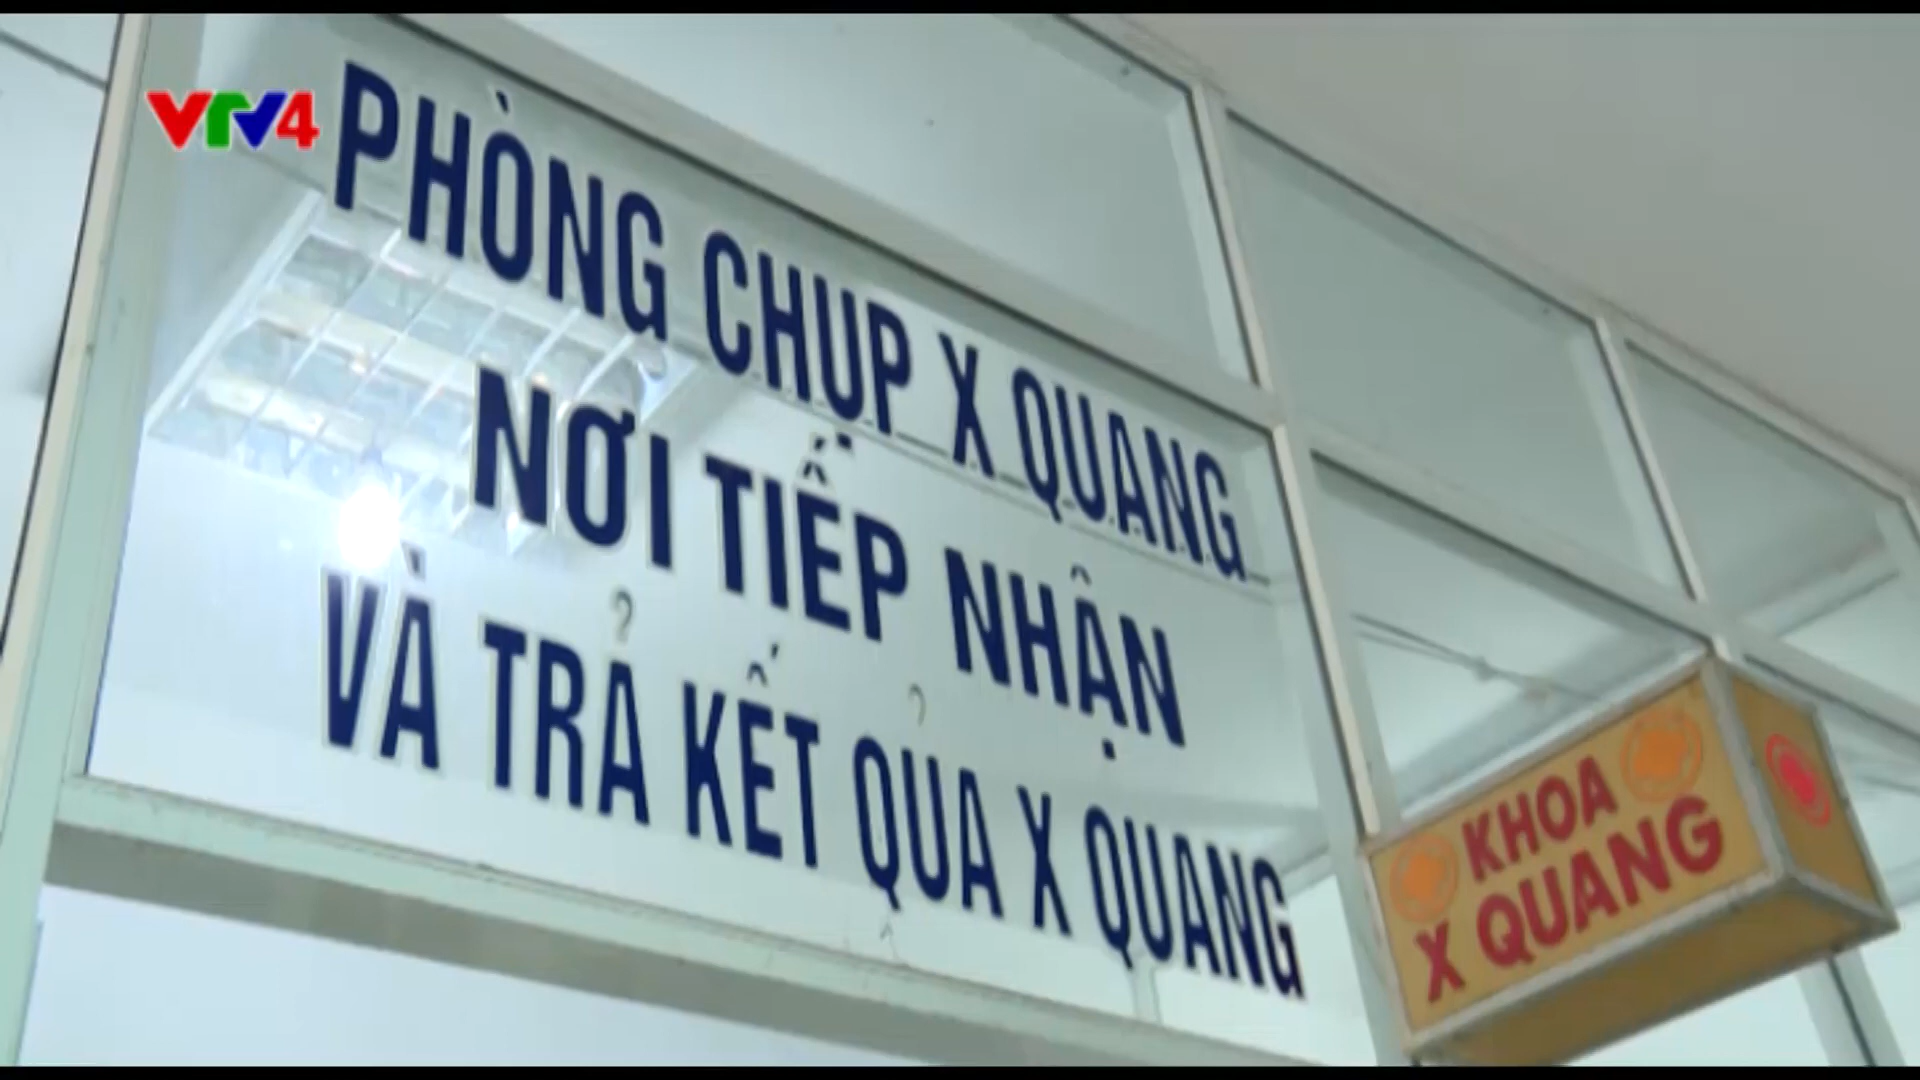 VTV4
PHÒNG CHỤP X QUANG
NƠI TIẾP NHẬN
VÀ TRẢ KẾT QUẢ X QUANG
KHOA
X QUANG